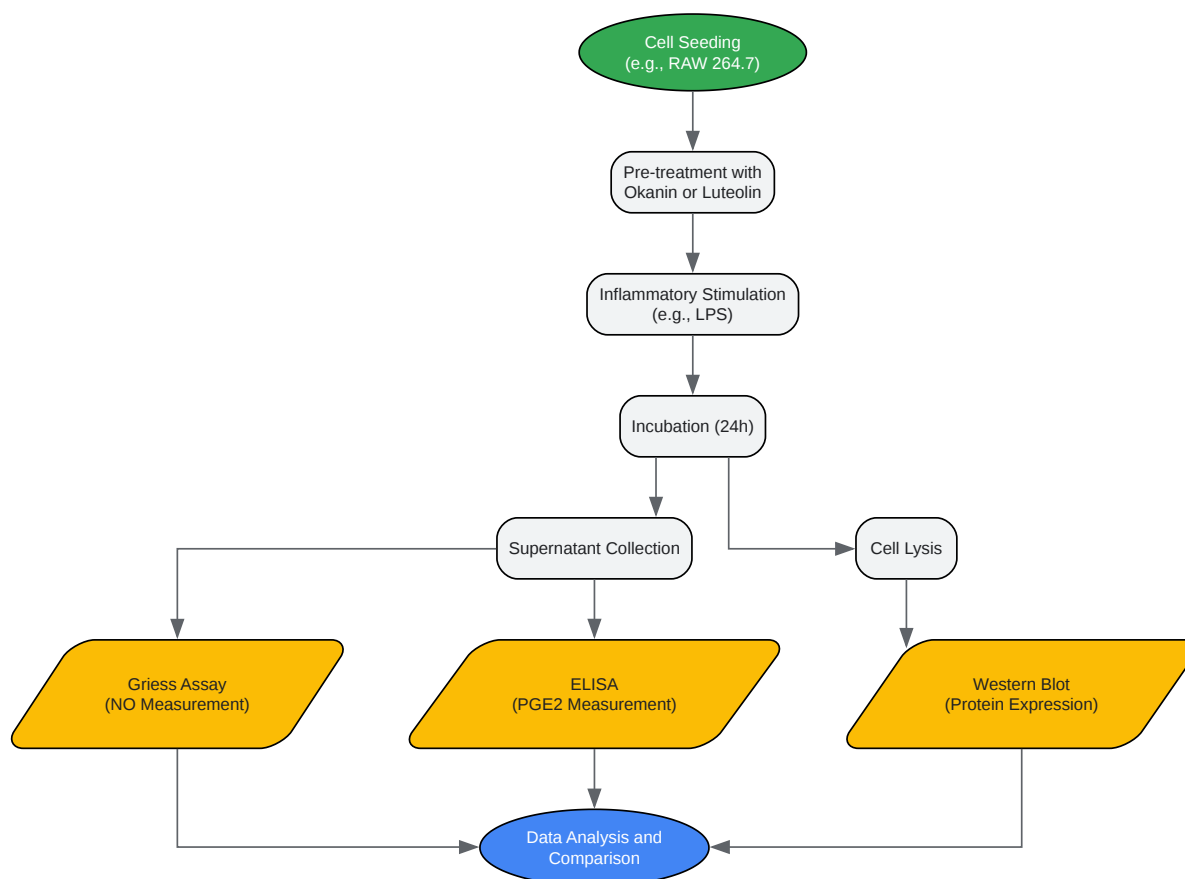 Cell Seeding
(e.g., RAW 264.7)
Pre-treatment with
Okanin or Luteolin
Inflammatory Stimulation
(e.g., LPS)
Incubation (24h)
Supernatant Collection
Cell Lysis
Griess Assay
(NO Measurement)
ELISA
(PGE2 Measurement)
Western Blot
(Protein Expression)
Data Analysis and
Comparison